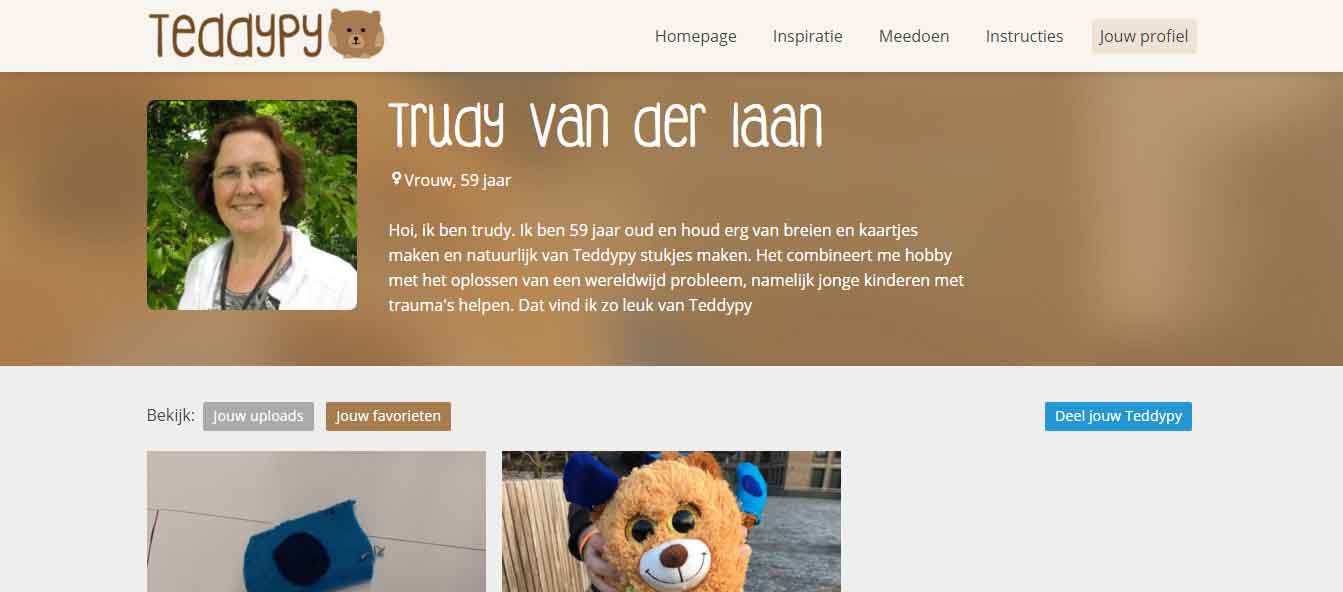 Teddypy
Homepage Inspiratie Meedoen Instructies Jouw profiel
Trudy van der laan
Vrouw, 59 jaar
Hoi, ik ben trudy. Ik ben 59 jaar oud en houd erg van breien en kaartjes
maken en natuurlijk van Teddypy stukjes maken. Het combineert me hobby
met het oplossen van een wereldwijd probleem, namelijk jonge kinderen met
trauma's helpen. Dat vind ik zo leuk van Teddypy
Bekijk: Jouw uploads Jouw favorieten Deel jouw Teddypy